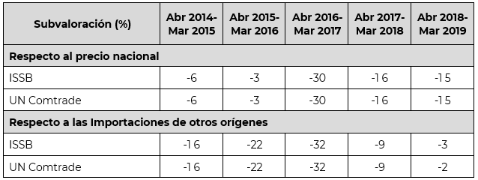 Subvaloración (%) Abr 2014- Abr 2015- Abr 2016- Abr 2017- Abr 2018-
Mar 2015 Mar 2016 Mar 2017 Mar 2018 Mar 2019
Respecto al precio nacional
ISSB -6 -3 -30 -16 -15
UN Comtrade -6 -3 -30 -16 -15
Respecto a las Importaciones de otros orígenes
ISSB -16 -22 -32 -9 -3
UN Comtrade -16 -22 -32 -9 -2